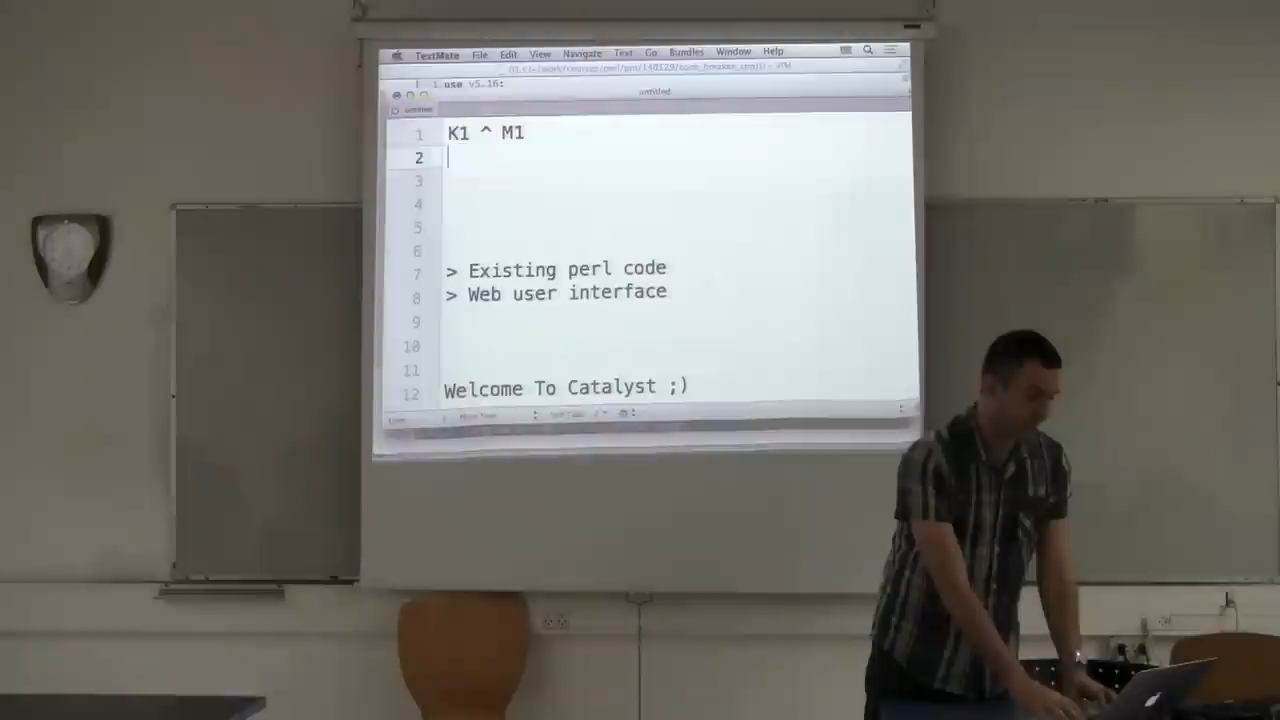 TextMate File Edit View Navigate Text Go Bundles Window Help
1 use v5.16;
untitled
untitled
1 K1 ^ M1
2
3
4
5
6
7 > Existing perl code
8 > Web user interface
9
10
11
12 Welcome To Catalyst ;)